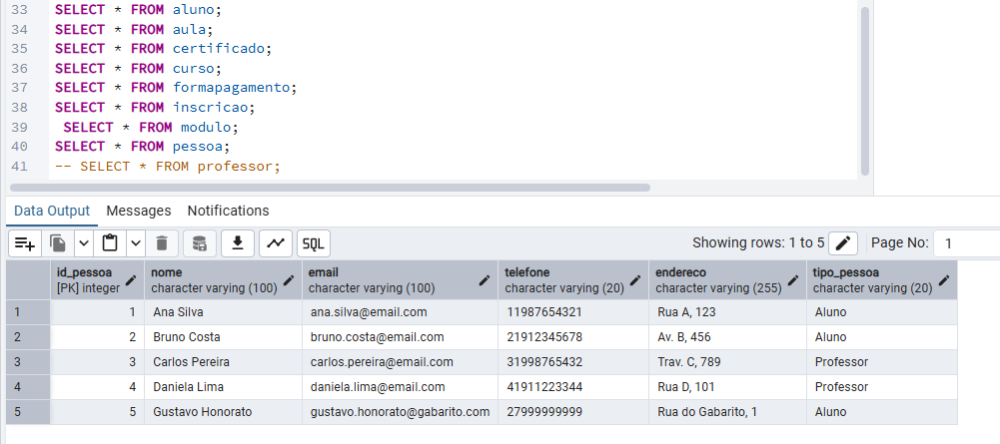 33 SELECT * FROM aluno;
34 SELECT * FROM aula;
35 SELECT * FROM certificado;
36 SELECT * FROM curso;
37 SELECT * FROM formapagamento;
38 SELECT * FROM inscricao;
39  SELECT * FROM modulo;
40 SELECT * FROM pessoa;
41 -- SELECT * FROM professor;
Data Output Messages Notifications
SQL Showing rows: 1 to 5 Page No: 1
id_pessoa nome email telefone endereco tipo_pessoa
[PK] integer character varying (100) character varying (100) character varying (20) character varying (255) character varying (20)
1 1 Ana Silva ana.silva@email.com 11987654321 Rua A, 123 Aluno
2 2 Bruno Costa bruno.costa@email.com 21912345678 Av. B, 456 Aluno
3 3 Carlos Pereira carlos.pereira@email.com 31998765432 Trav. C, 789 Professor
4 4 Daniela Lima daniela.lima@email.com 41911223344 Rua D, 101 Professor
5 5 Gustavo Honorato gustavo.honorato@gabarito.com 27999999999 Rua do Gabarito, 1 Aluno